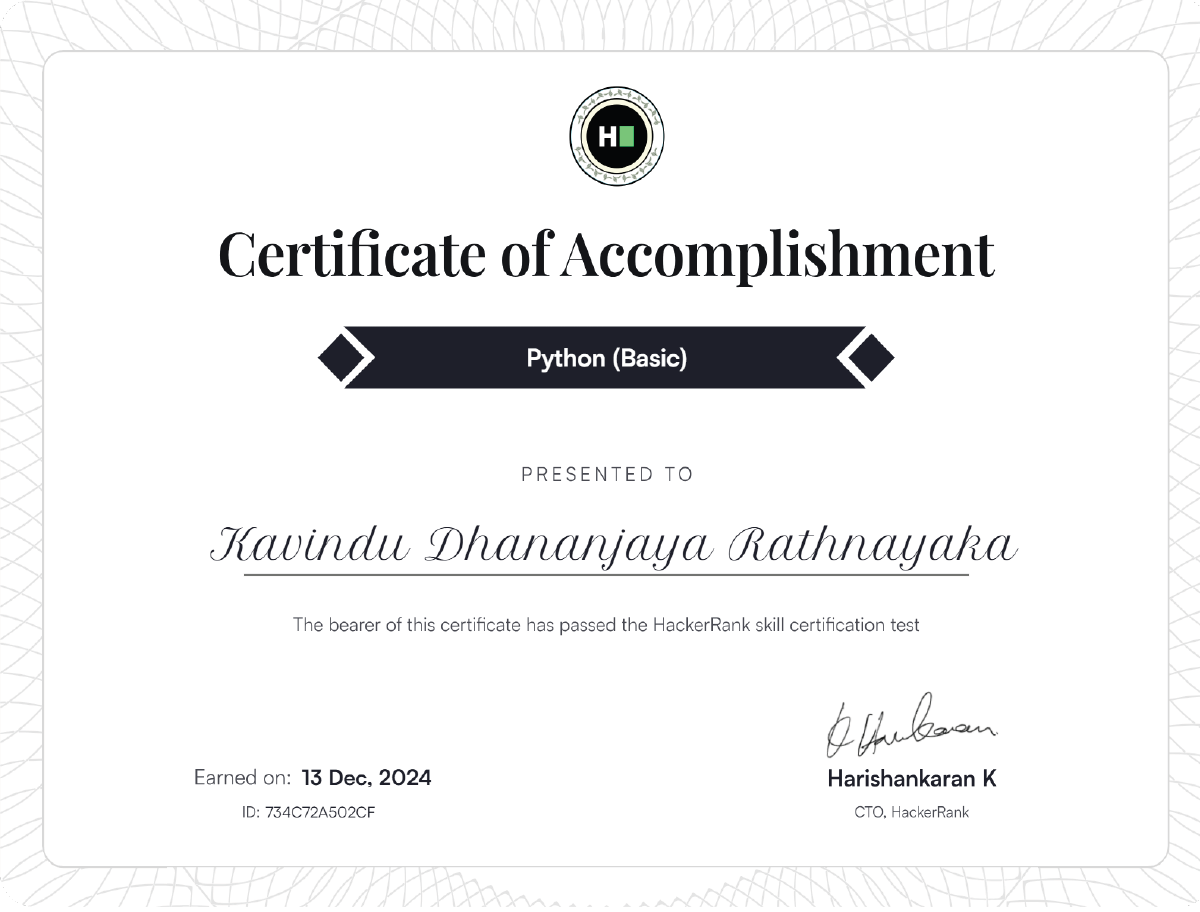 H
Certificate of Accomplishment
Python (Basic)
PRESENTED TO
Kavindu Dhananjaya Rathnayaka
The bearer of this certificate has passed the HackerRank skill certification test
Earned on: 13 Dec, 2024
ID: 734C72A502CF
Harishankaran K
CTO, HackerRank